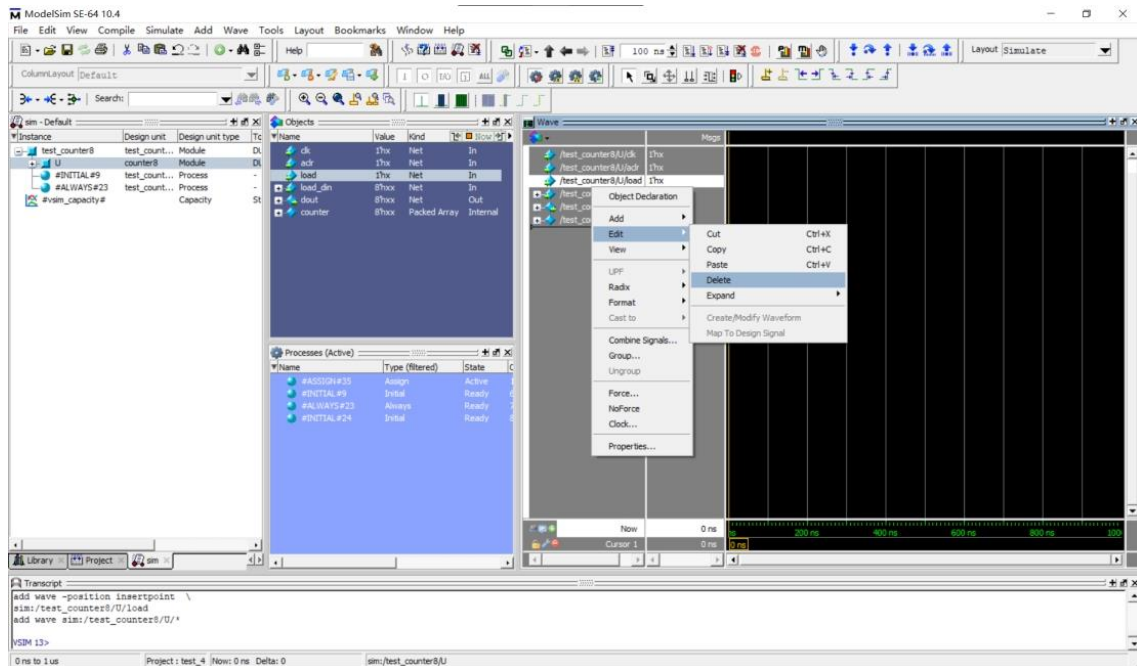 ModelSim SE-64 10.4
File Edit View Compile Simulate Add Wave Tools Layout Bookmarks Window Help
Help
100 ns
Layout Simulate
ColumnLayout Default
ALL
Search:
sim - Default
Instance Design unit Design unit type
test_counter8 test_count... Module DU
U counter8 Module DU
#INITIAL#9 test_count... Process -
#ALWAYS#23 test_count... Process -
#vsim_capacity# Capacity St
Objects
Name Value Kind Now
clk 1'hx Net In
adr 1'hx Net In
load 1'hx Net In
load_din 8'hxx Net In
dout 8'hxx Net Out
counter 8'hxx Packed Array Internal
Processes (Active)
Name Type (filtered) State
#ASSIGN#35 Assign Active
#INITIAL#9 Initial Ready
#ALWAYS#23 Always Ready
#INITIAL#24 Initial Ready
Wave
Msgs
/test_counter8/U/clk 1'hx
/test_counter8/U/adr 1'hx
/test_counter8/U/load 1'hx
/test_co
/test_co
/test_co
Object Declaration
Add
Edit
View
UPF
Radix
Format
Cast to
Combine Signals...
Group...
Ungroup
Force...
NoForce
Clock...
Properties...
Cut Ctrl+X
Copy Ctrl+C
Paste Ctrl+V
Delete
Expand
Create/Modify Waveform
Map To Design Signal
Now 0 ns
Cursor 1 0 ns
ns 200 ns 400 ns 600 ns 800 ns 100
0 ns
Library Project sim
Transcript
add wave -position insertpoint \
sim:/test_counter8/U/load
add wave sim:/test_counter8/U/*
VSIM 13>
0 ns to 1 us Project : test_4 Now: 0 ns Delta: 0 sim:/test_counter8/U